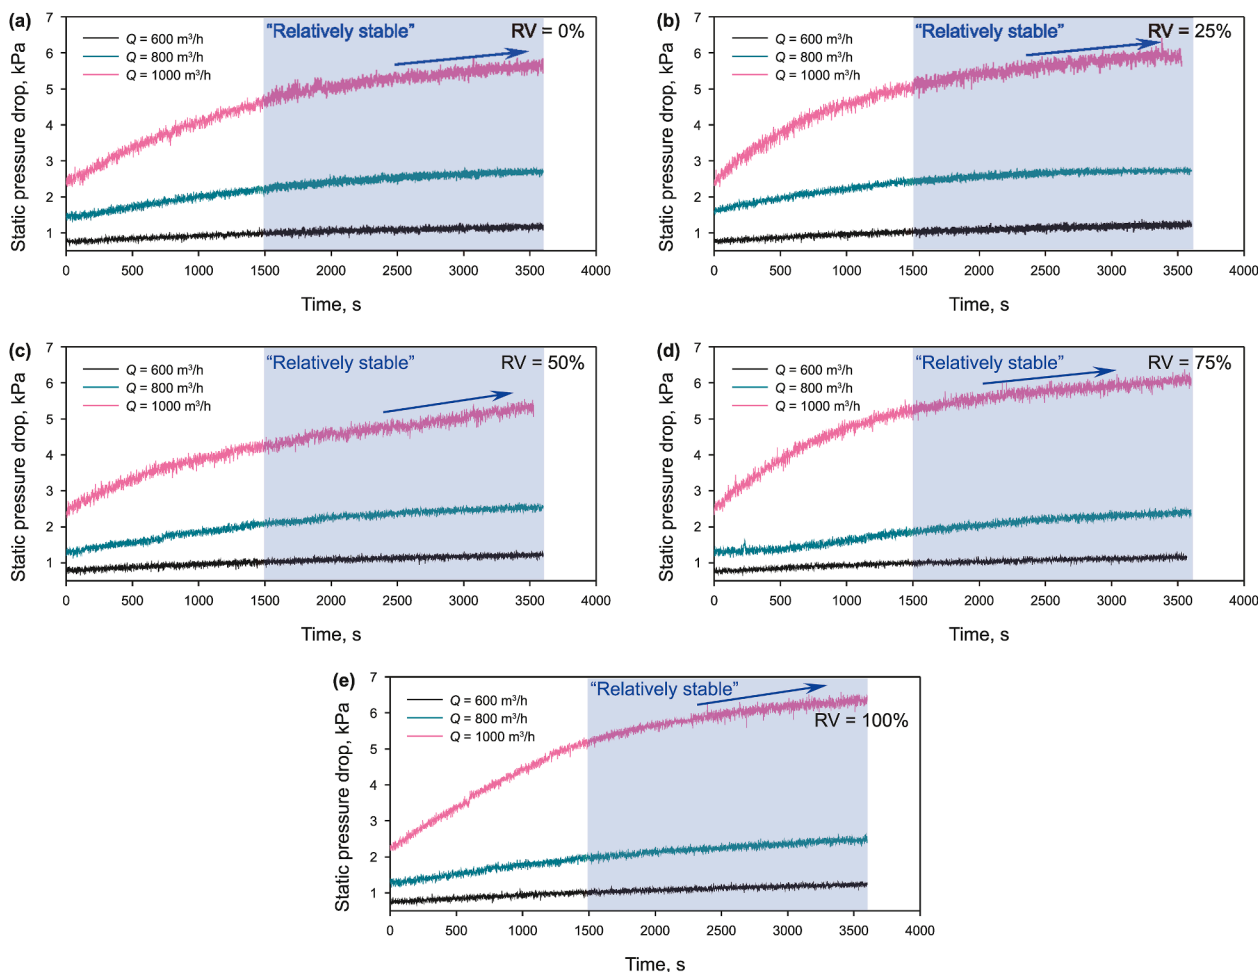 (a)
“Relatively stable”
RV = 0%
Q = 600 m³/h
Q = 800 m³/h
Q = 1000 m³/h
Static pressure drop, kPa
7
6
5
4
3
2
1
0 500 1000 1500 2000 2500 3000 3500 4000
Time, s
(b)
“Relatively stable”
RV = 25%
Q = 600 m³/h
Q = 800 m³/h
Q = 1000 m³/h
Static pressure drop, kPa
7
6
5
4
3
2
1
0 500 1000 1500 2000 2500 3000 3500 4000
Time, s
(c)
“Relatively stable”
RV = 50%
Q = 600 m³/h
Q = 800 m³/h
Q = 1000 m³/h
Static pressure drop, kPa
7
6
5
4
3
2
1
0 500 1000 1500 2000 2500 3000 3500 4000
Time, s
(d)
“Relatively stable”
RV = 75%
Q = 600 m³/h
Q = 800 m³/h
Q = 1000 m³/h
Static pressure drop, kPa
7
6
5
4
3
2
1
0 500 1000 1500 2000 2500 3000 3500 4000
Time, s
(e)
“Relatively stable”
RV = 100%
Q = 600 m³/h
Q = 800 m³/h
Q = 1000 m³/h
Static pressure drop, kPa
7
6
5
4
3
2
1
0 500 1000 1500 2000 2500 3000 3500 4000
Time, s